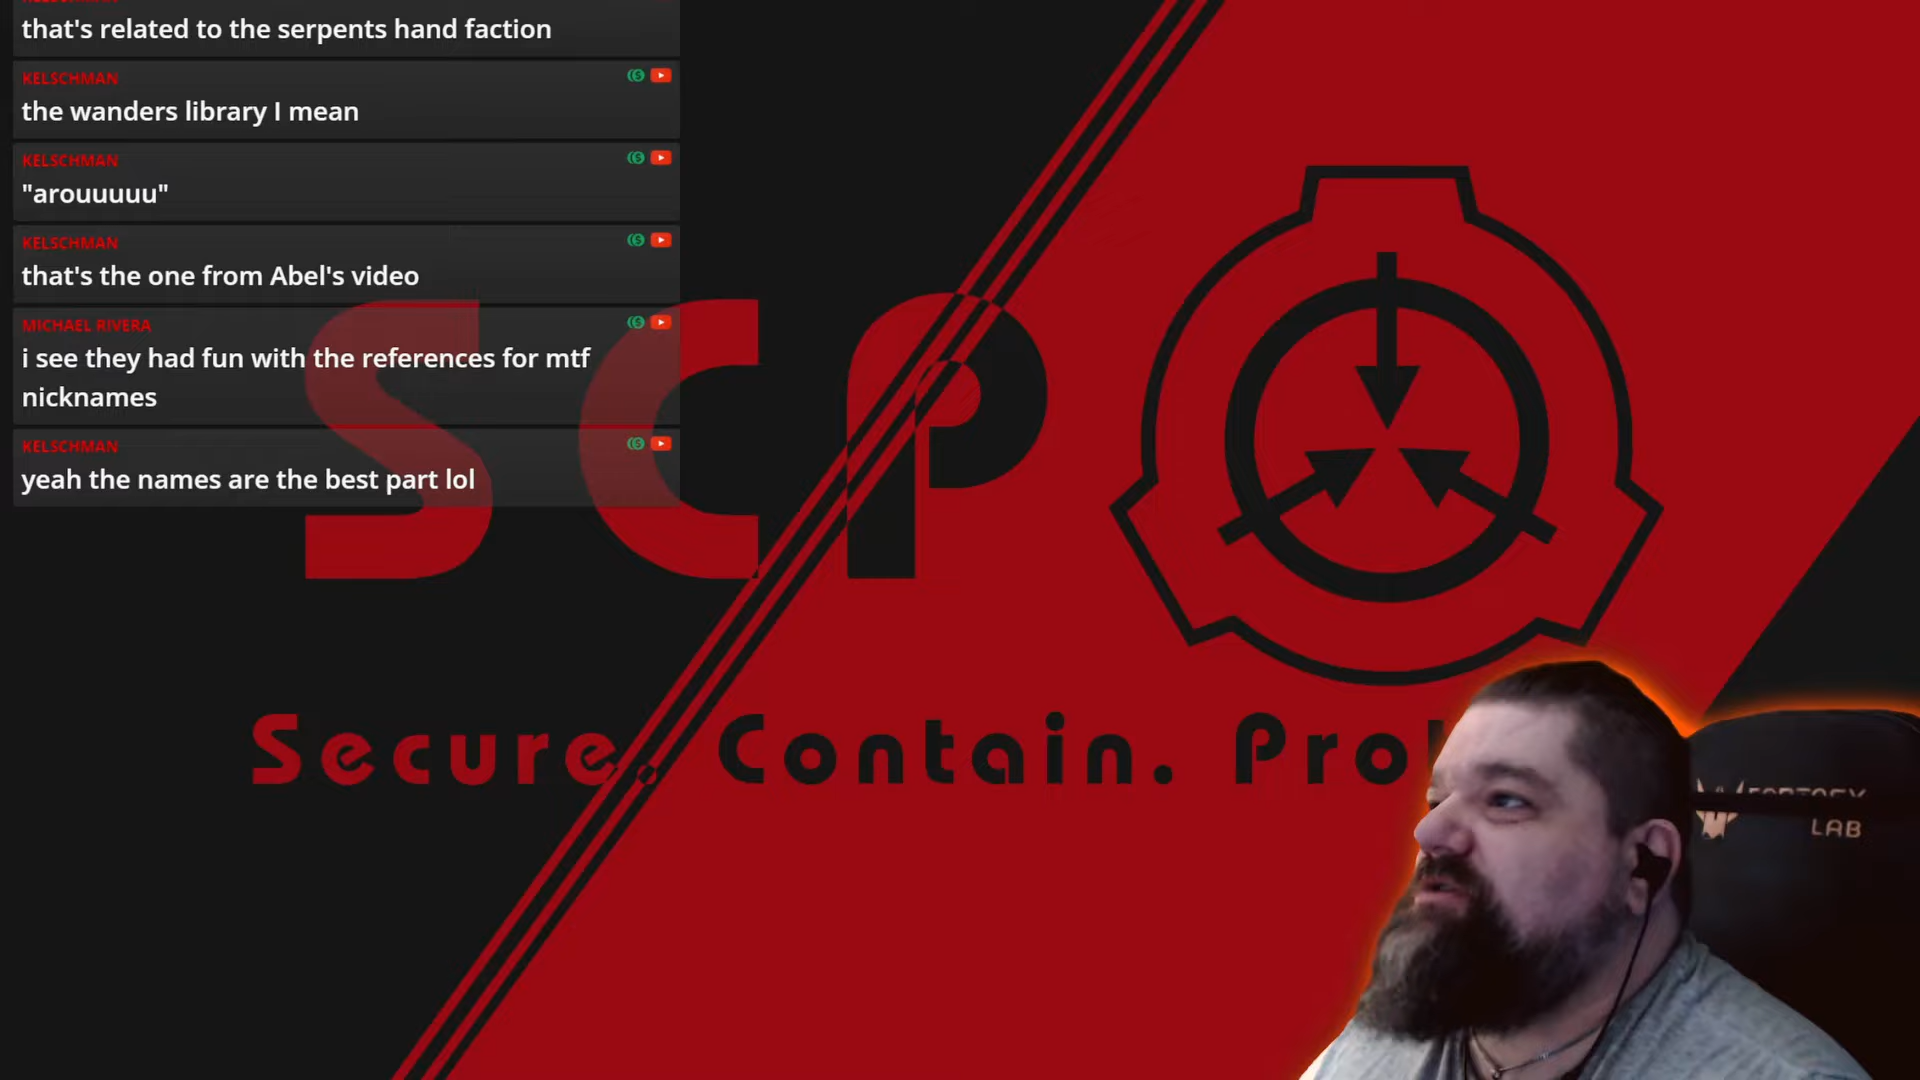 that's related to the serpents hand faction
KELSCHMAN
the wanders library I mean
KELSCHMAN
"arouuuuu"
KELSCHMAN
that's the one from Abel's video
MICHAEL RIVERA
i see they had fun with the references for mtf
nicknames
KELSCHMAN
yeah the names are the best part lol
SCP
Secure. Contain. Pro
LAB